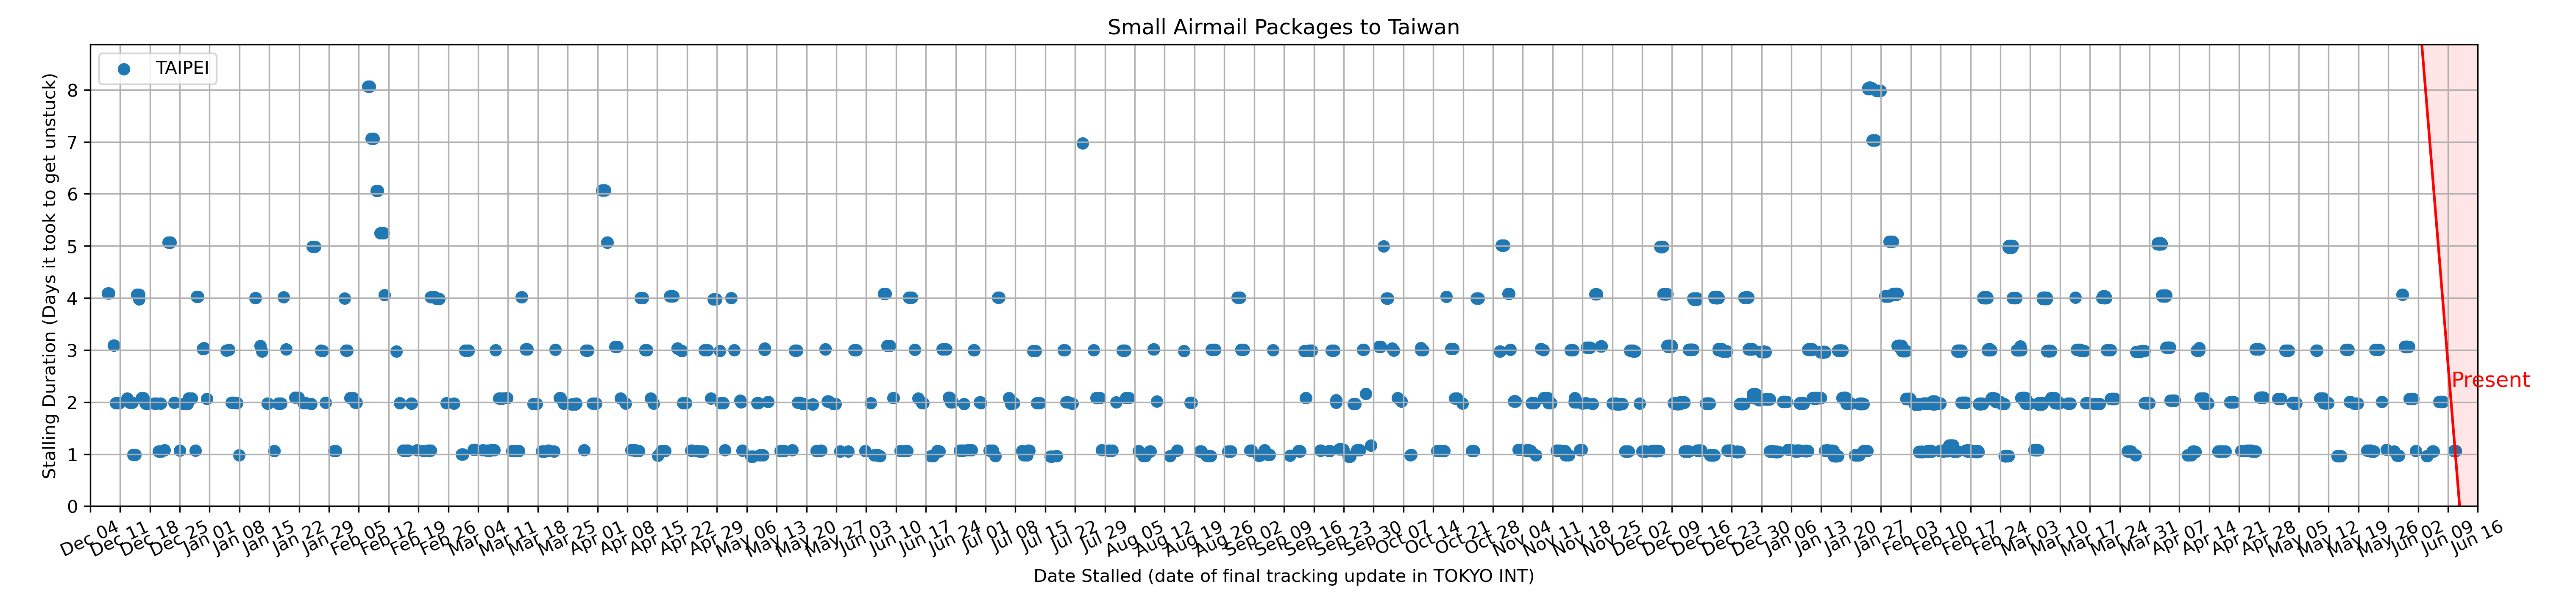 Small Airmail Packages to Taiwan
TAIPEI
Stalling Duration (Days it took to get unstuck)
8
7
6
5
4
3
2
1
0
Present
Dec 04
Dec 11
Dec 18
Dec 25
Jan 01
Jan 08
Jan 15
Jan 22
Jan 29
Feb 05
Feb 12
Feb 19
Feb 26
Mar 04
Mar 11
Mar 18
Mar 25
Apr 01
Apr 08
Apr 15
Apr 22
Apr 29
May 06
May 13
May 20
May 27
Jun 03
Jun 10
Jun 17
Jun 24
Jul 01
Jul 08
Jul 15
Jul 22
Jul 29
Aug 05
Aug 12
Aug 19
Aug 26
Sep 02
Sep 09
Sep 16
Sep 23
Sep 30
Oct 07
Oct 14
Oct 21
Oct 28
Nov 04
Nov 11
Nov 18
Nov 25
Dec 02
Dec 09
Dec 16
Dec 23
Dec 30
Jan 06
Jan 13
Jan 20
Jan 27
Feb 03
Feb 10
Feb 17
Feb 24
Mar 03
Mar 10
Mar 17
Mar 24
Mar 31
Apr 07
Apr 14
Apr 21
Apr 28
May 05
May 12
May 19
May 26
Jun 02
Jun 09
Jun 16
Date Stalled (date of final tracking update in TOKYO INT)